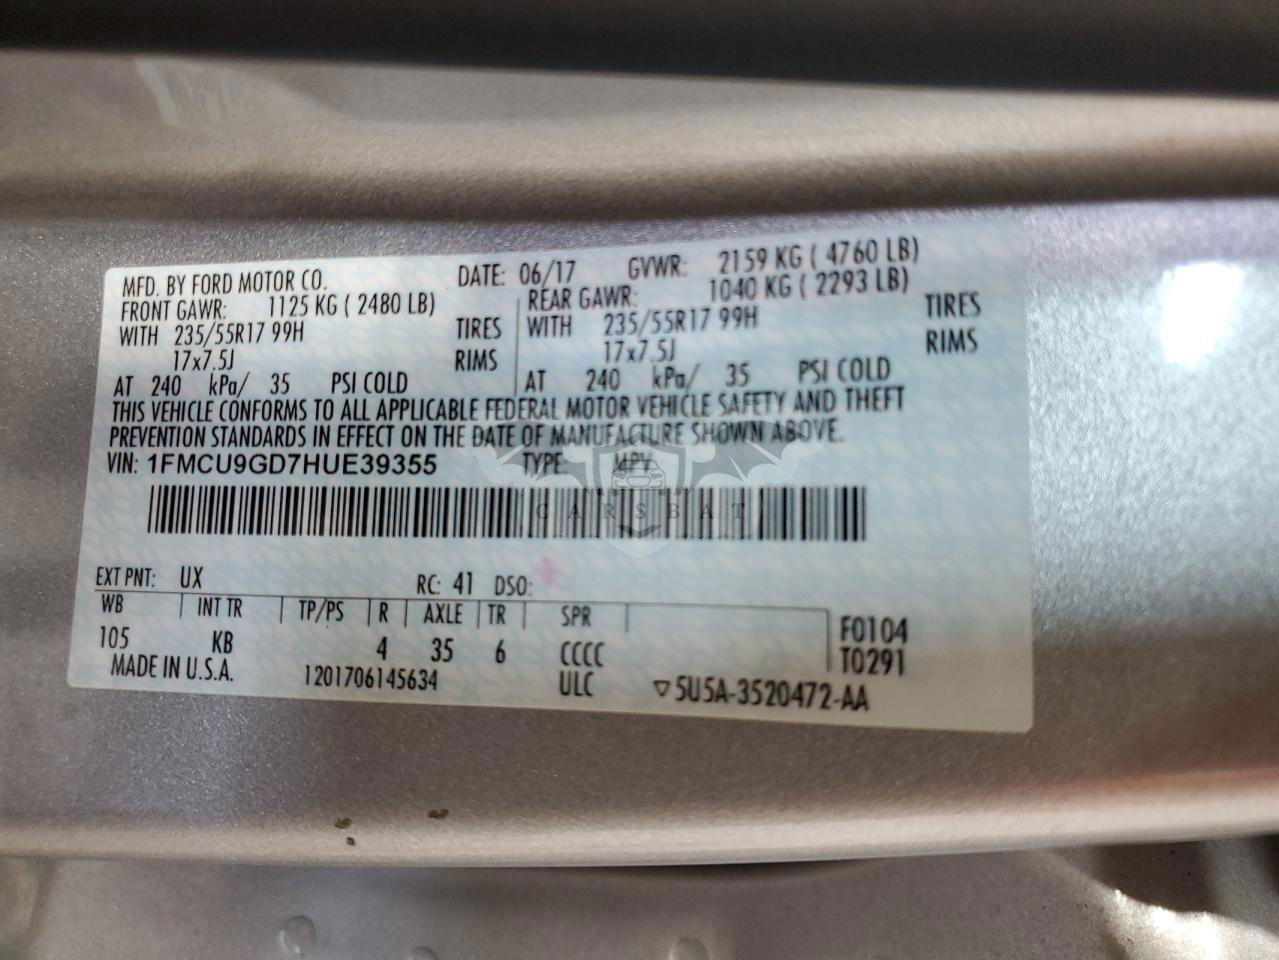 MFD. BY FORD MOTOR CO. DATE: 06/17 GVWR: 2159 KG ( 4760 LB)
FRONT GAWR: 1125 KG ( 2480 LB) REAR GAWR: 1040 KG ( 2293 LB)
WITH 235/55R17 99H TIRES WITH 235/55R17 99H TIRES
17x7.5J RIMS 17x7.5J RIMS
AT 240 kPa/ 35 PSI COLD AT 240 kPa/ 35 PSI COLD
THIS VEHICLE CONFORMS TO ALL APPLICABLE FEDERAL MOTOR VEHICLE SAFETY AND THEFT
PREVENTION STANDARDS IN EFFECT ON THE DATE OF MANUFACTURE SHOWN ABOVE.
VIN: 1FMCU9GD7HUE39355 TYPE: MPV
CARSBAT
EXT PNT: UX RC: 41 DSO:
WB INT TR TP/PS R AXLE TR SPR F0104
105 KB 4 35 6 CCCC T0291
MADE IN U.S.A. 1201706145634 ULC ▽5U5A-3520472-AA